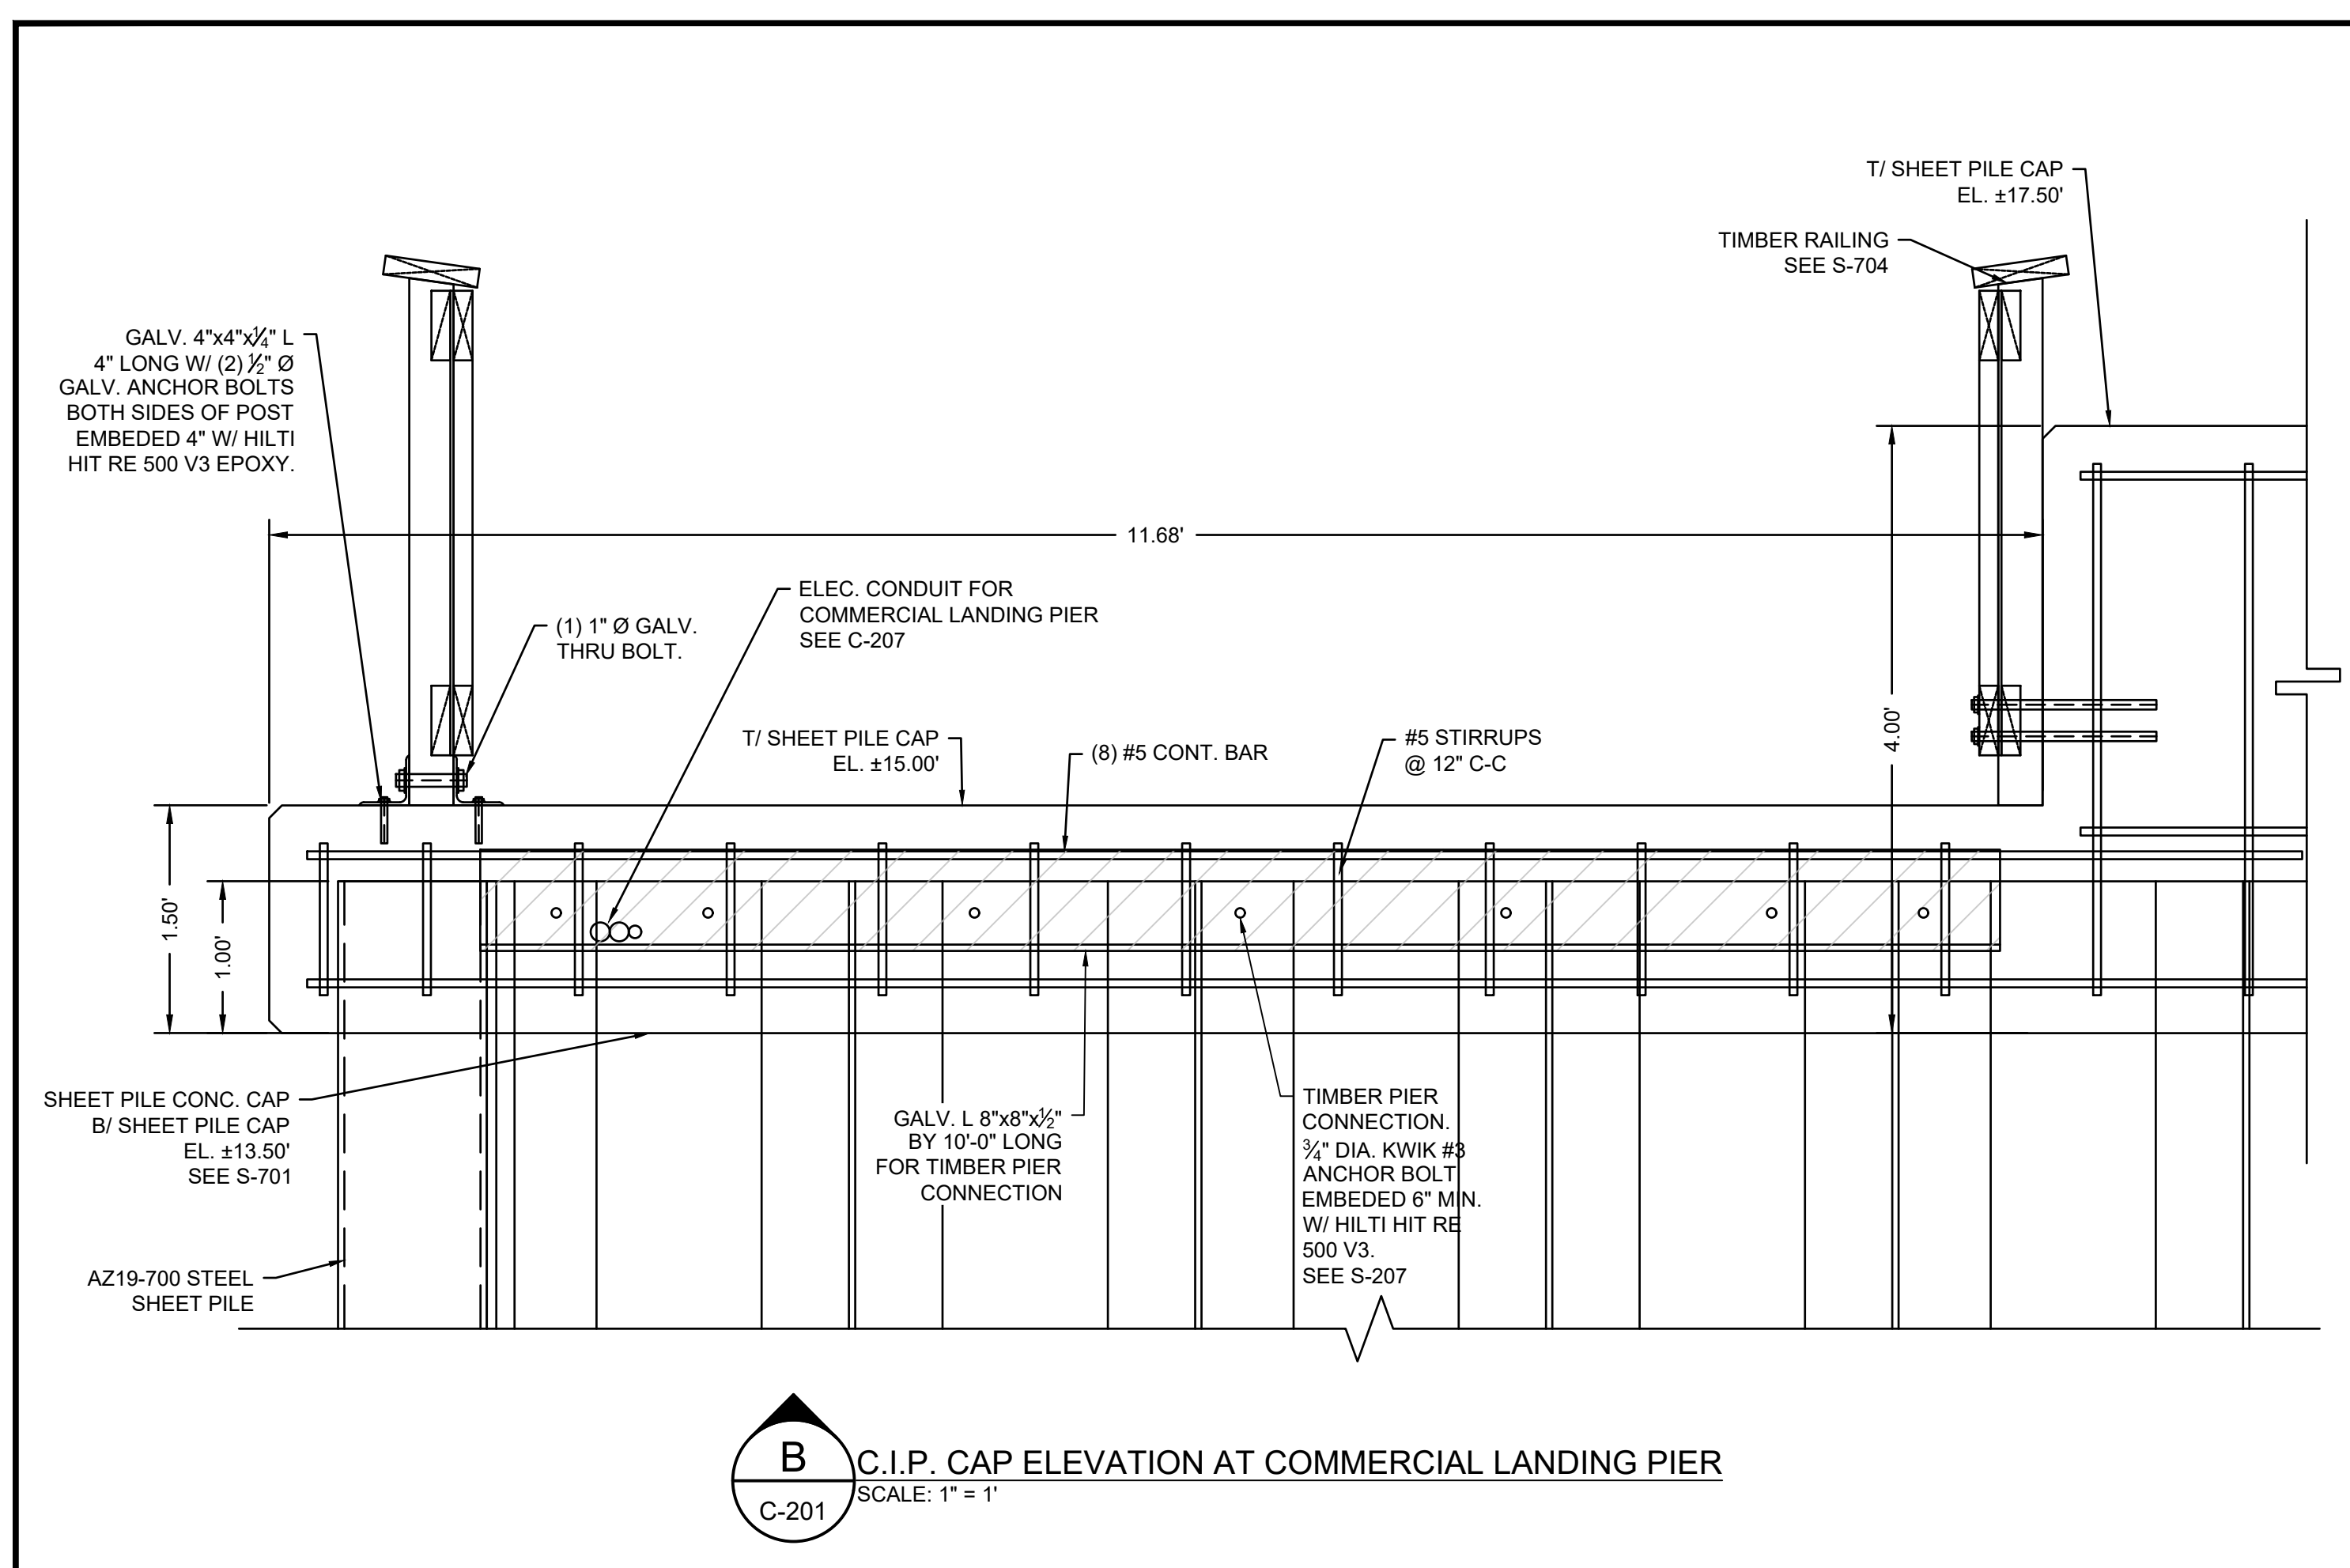 T/ SHEET PILE CAP
EL. ±17.50'
TIMBER RAILING
SEE S-704
GALV. 4"x4"x¼" L
4" LONG W/ (2) ½" Ø
GALV. ANCHOR BOLTS
BOTH SIDES OF POST
EMBEDED 4" W/ HILTI
HIT RE 500 V3 EPOXY.
11.68'
ELEC. CONDUIT FOR
COMMERCIAL LANDING PIER
SEE C-207
(1) 1" Ø GALV.
THRU BOLT.
T/ SHEET PILE CAP
EL. ±15.00'
(8) #5 CONT. BAR
#5 STIRRUPS
@ 12" C-C
4.00'
1.50'
1.00'
SHEET PILE CONC. CAP
B/ SHEET PILE CAP
EL. ±13.50'
SEE S-701
GALV. L 8"x8"x½"
BY 10'-0" LONG
FOR TIMBER PIER
CONNECTION
TIMBER PIER
CONNECTION.
¾" DIA. KWIK #3
ANCHOR BOLT
EMBEDED 6" MIN.
W/ HILTI HIT RE
500 V3.
SEE S-207
AZ19-700 STEEL
SHEET PILE
B
C-201
C.I.P. CAP ELEVATION AT COMMERCIAL LANDING PIER
SCALE: 1" = 1'